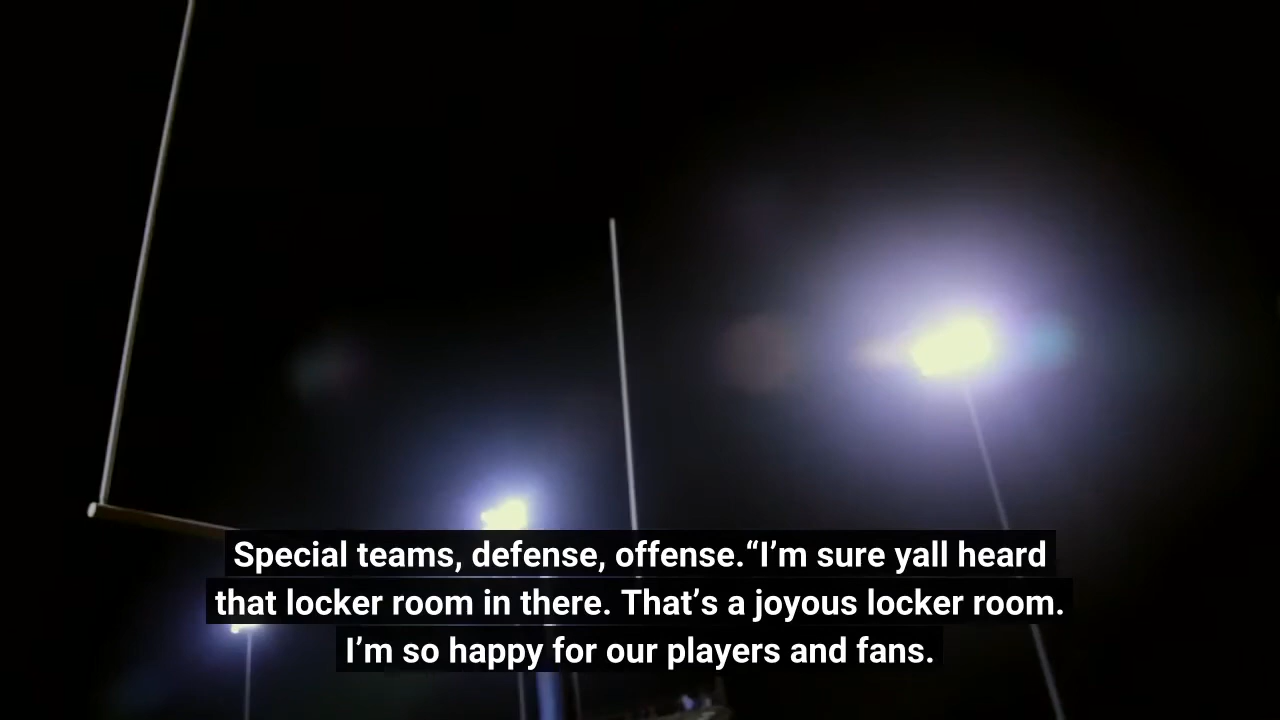 Special teams, defense, offense.“I’m sure yall heard
that locker room in there. That’s a joyous locker room.
I’m so happy for our players and fans.